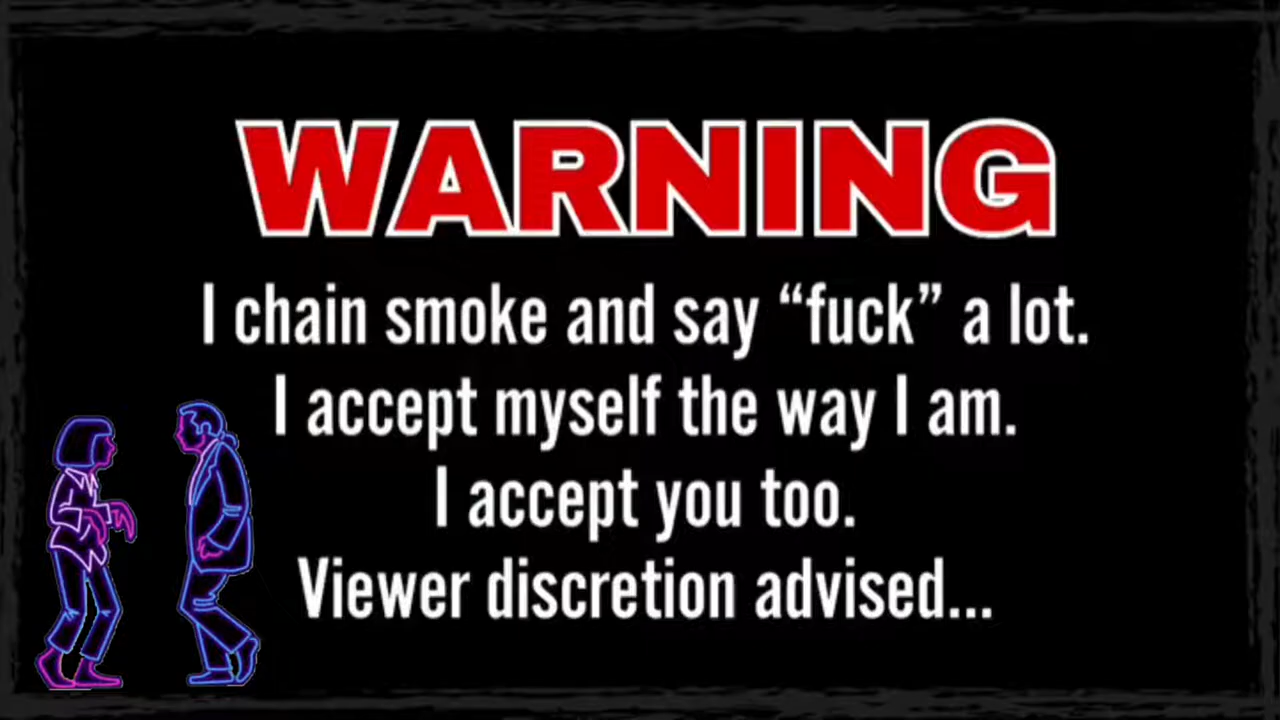 WARNING
I chain smoke and say “fuck” a lot.
I accept myself the way I am.
I accept you too.
Viewer discretion advised...